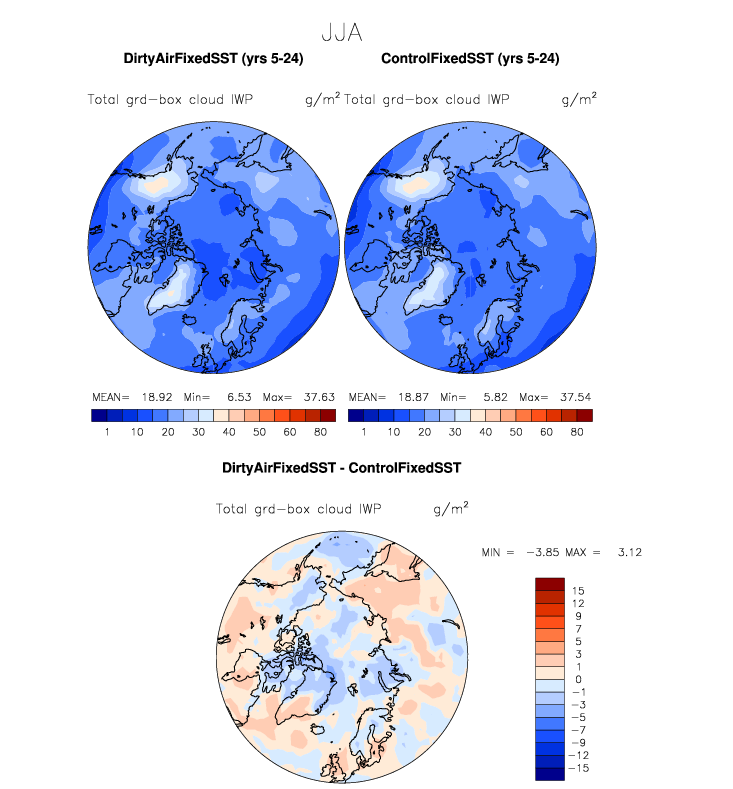 JJA
DirtyAirFixedSST (yrs 5-24) ControlFixedSST (yrs 5-24)
Total grd-box cloud IWP g/m² Total grd-box cloud IWP g/m²
MEAN= 18.92 Min= 6.53 Max= 37.63 MEAN= 18.87 Min= 5.82 Max= 37.54
1 10 20 30 40 50 60 80 1 10 20 30 40 50 60 80
DirtyAirFixedSST - ControlFixedSST
Total grd-box cloud IWP g/m²
MIN = -3.85 MAX = 3.12
15
12
9
7
5
3
1
0
-1
-3
-5
-7
-9
-12
-15